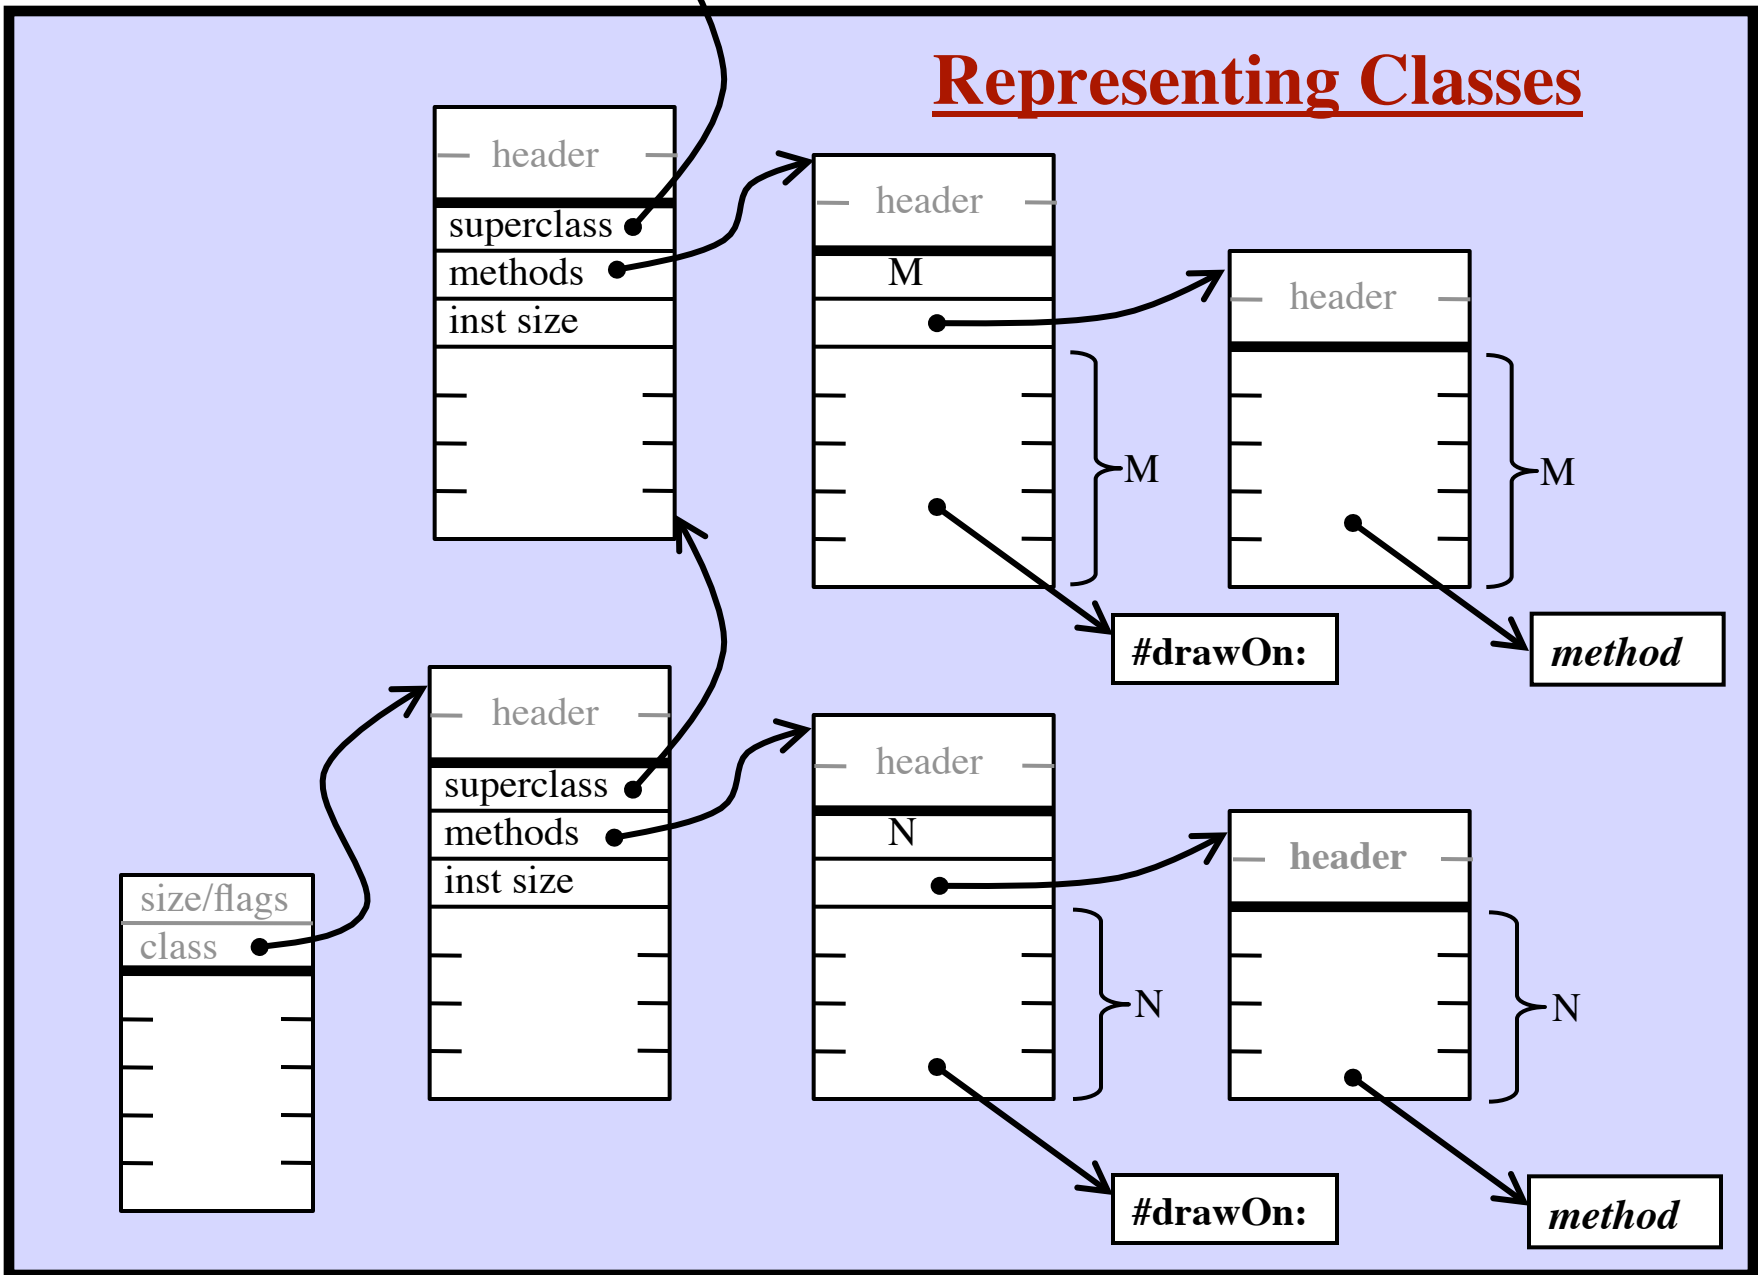 Representing Classes
header
superclass
methods
inst size
header
M
header
M
M
#drawOn:
method
header
superclass
methods
inst size
header
N
header
N
N
size/flags
class
#drawOn:
method